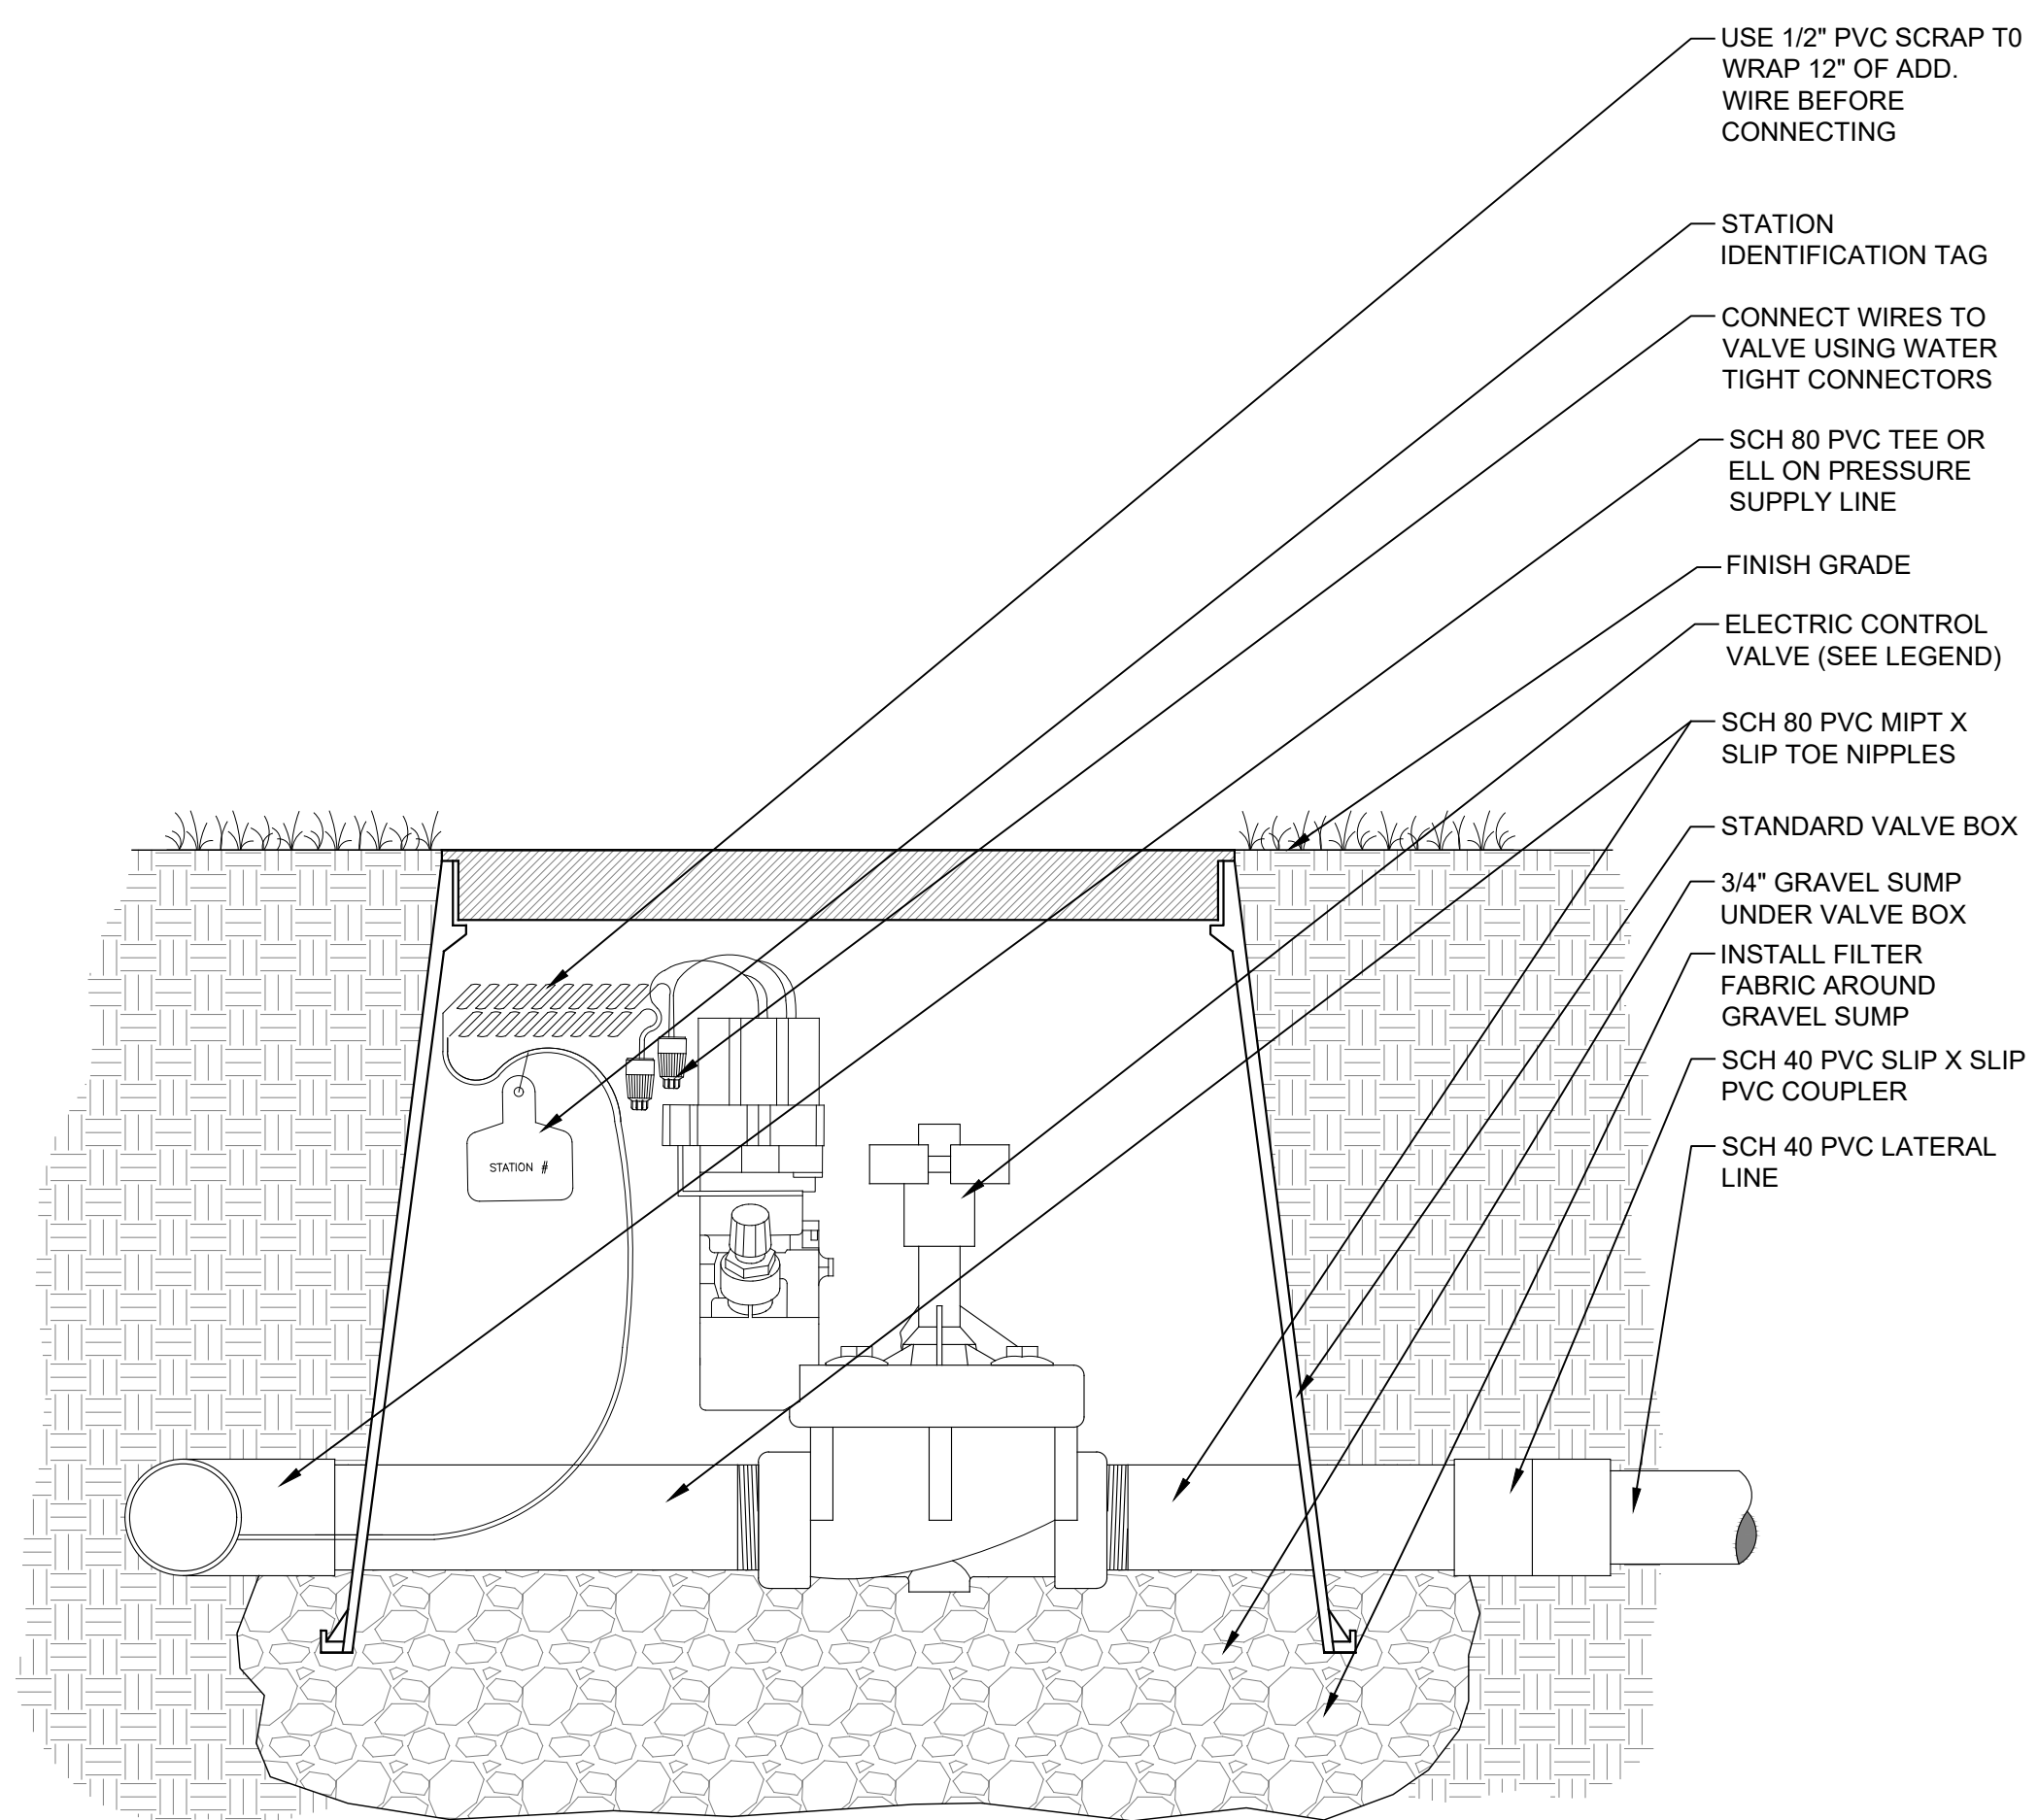 USE 1/2" PVC SCRAP T0
WRAP 12" OF ADD.
WIRE BEFORE
CONNECTING
STATION
IDENTIFICATION TAG
CONNECT WIRES TO
VALVE USING WATER
TIGHT CONNECTORS
SCH 80 PVC TEE OR
ELL ON PRESSURE
SUPPLY LINE
FINISH GRADE
ELECTRIC CONTROL
VALVE (SEE LEGEND)
SCH 80 PVC MIPT X
SLIP TOE NIPPLES
STANDARD VALVE BOX
3/4" GRAVEL SUMP
UNDER VALVE BOX
INSTALL FILTER
FABRIC AROUND
GRAVEL SUMP
SCH 40 PVC SLIP X SLIP
PVC COUPLER
SCH 40 PVC LATERAL
LINE
STATION #